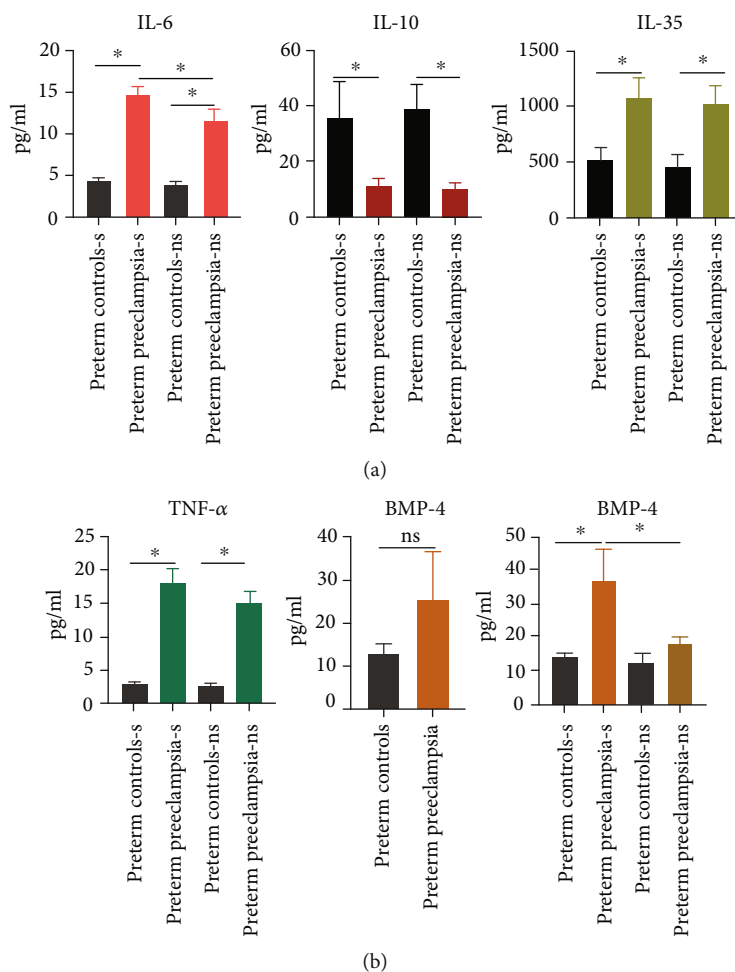 IL-6
20
15
10
5
0
pg/ml
*
*
*
Preterm controls-s
Preterm preeclampsia-s
Preterm controls-ns
Preterm preeclampsia-ns
IL-10
60
40
20
0
pg/ml
*
*
Preterm controls-s
Preterm preeclampsia-s
Preterm controls-ns
Preterm preeclampsia-ns
IL-35
1500
1000
500
0
pg/ml
*
*
Preterm controls-s
Preterm preeclampsia-s
Preterm controls-ns
Preterm preeclampsia-ns
(a)
TNF-α
25
20
15
10
5
0
pg/ml
*
*
Preterm controls-s
Preterm preeclampsia-s
Preterm controls-ns
Preterm preeclampsia-ns
BMP-4
40
30
20
10
0
pg/ml
ns
Preterm controls
Preterm preeclampsia
BMP-4
50
40
30
20
10
0
pg/ml
*
*
Preterm controls-s
Preterm preeclampsia-s
Preterm controls-ns
Preterm preeclampsia-ns
(b)